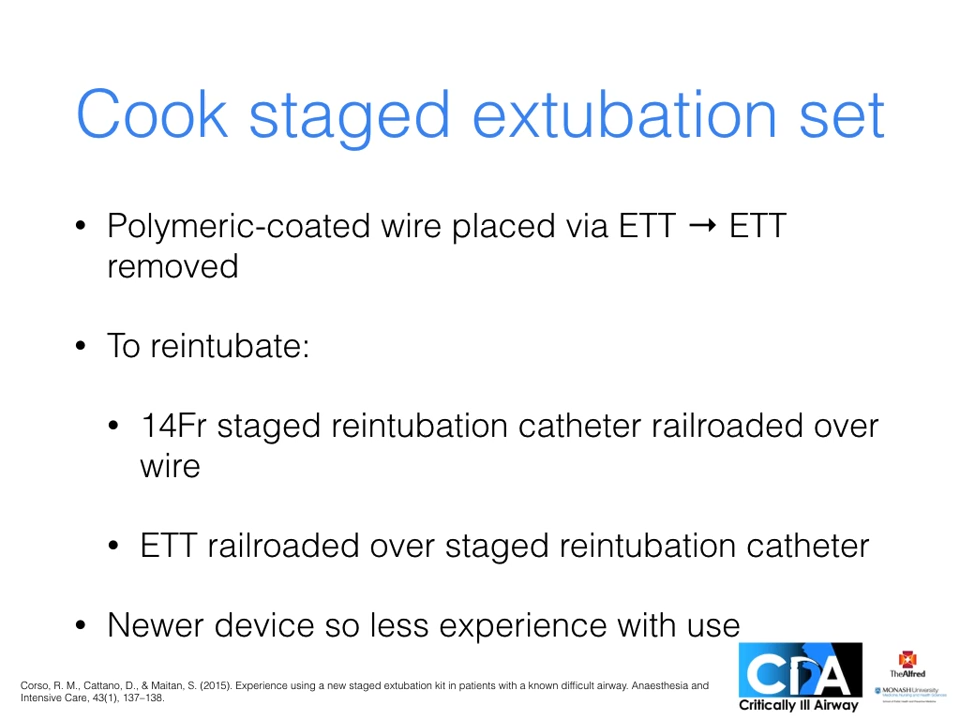 Cook staged extubation set
• Polymeric-coated wire placed via ETT → ETT
removed
• To reintubate:
• 14Fr staged reintubation catheter railroaded over
wire
• ETT railroaded over staged reintubation catheter
• Newer device so less experience with use
Corso, R. M., Cattano, D., & Maitan, S. (2015). Experience using a new staged extubation kit in patients with a known difficult airway. Anaesthesia and
Intensive Care, 43(1), 137–138.
CIA
Critically Ill Airway
TheAlfred
MONASH University